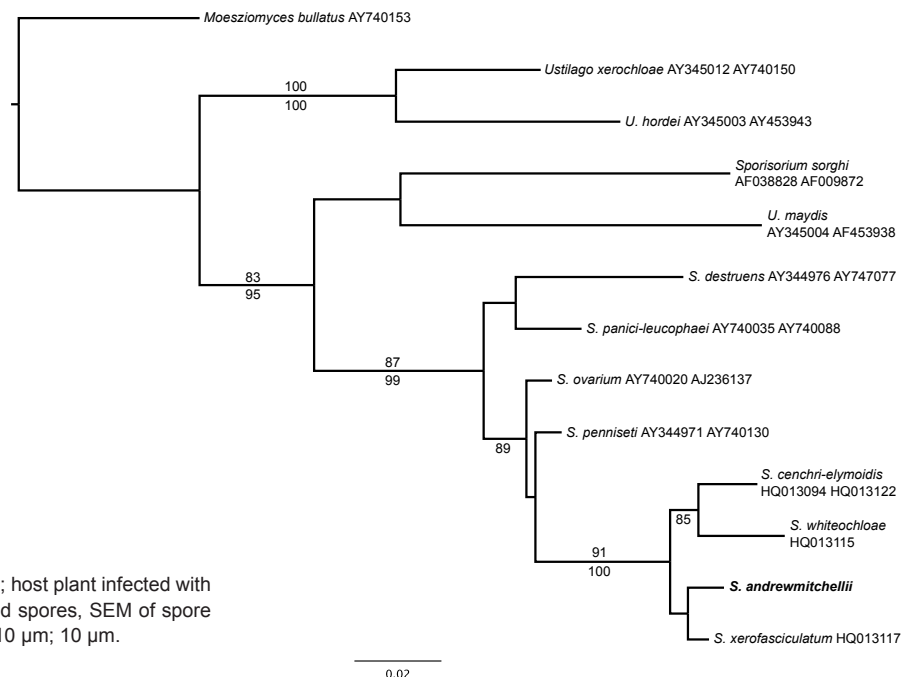 Moesziomyces bullatus AY740153
Ustilago xerochloae AY345012 AY740150
100
100
U. hordei AY345003 AY453943
Sporisorium sorghi
AF038828 AF009872
U. maydis
AY345004 AF453938
83
95
S. destruens AY344976 AY747077
S. panici-leucophaei AY740035 AY740088
87
99
S. ovarium AY740020 AJ236137
S. penniseti AY344971 AY740130
89
S. cenchri-elymoidis
HQ013094 HQ013122
85
S. whiteochloae
HQ013115
91
100
S. andrewmitchellii
S. xerofasciculatum HQ013117
0.02
; host plant infected with
d spores, SEM of spore
10 µm; 10 µm.